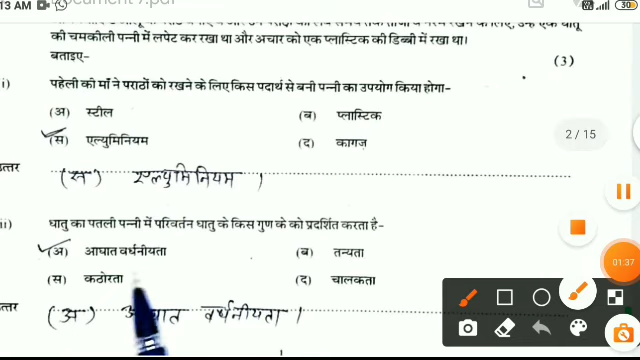 13 AM
Document 7.pdf
30
की चमकीली पन्नी में लपेट कर रखा था और अचार को एक प्लास्टिक की डिब्बी में रखा था।
बताइए-
(3)
i) पहेली की माँ ने पराठों को रखने के लिए किस पदार्थ से बनी पन्नी का उपयोग किया होगा-
(अ) स्टील (ब) प्लास्टिक
(स) एल्युमिनियम (द) कागज़
2 / 15
त्तर (स) एल्युमिनियम ।
ii) धातु का पतली पन्नी में परिवर्तन धातु के किस गुण के को प्रदर्शित करता है-
(अ) आघात वर्धनीयता (ब) तन्यता
01:37
(स) कठोरता (द) चालकता
त्तर (अ) वर्धनीयता ।